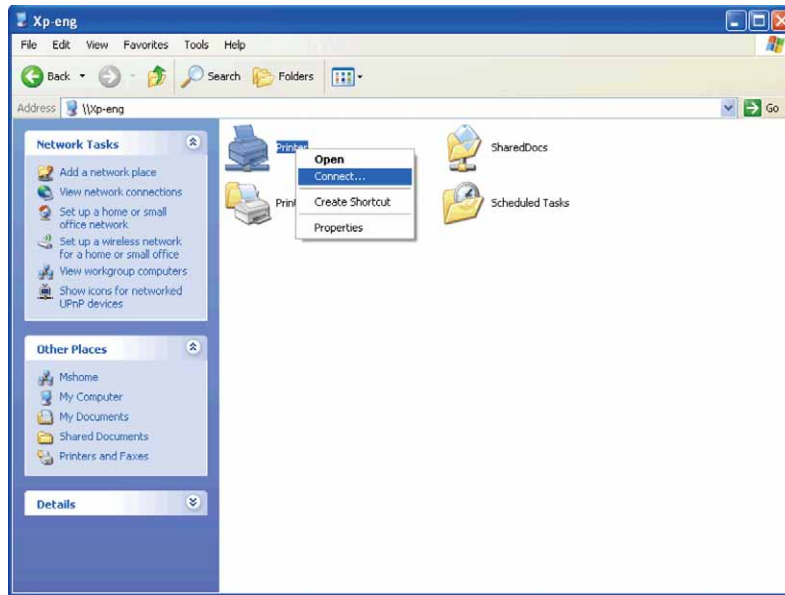 Xp-eng
File Edit View Favorites Tools Help
Back Search Folders
Address \\Xp-eng Go
Network Tasks
Add a network place
View network connections
Set up a home or small
office network
Set up a wireless network
for a home or small office
View workgroup computers
Show icons for networked
UPnP devices
Other Places
Mshome
My Computer
My Documents
Shared Documents
Printers and Faxes
Details
Printer
Open
Connect...
Create Shortcut
Properties
SharedDocs
Scheduled Tasks